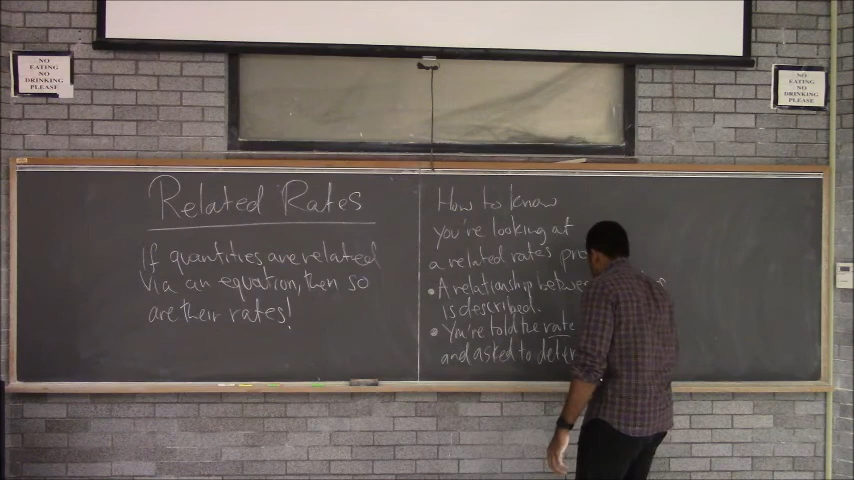 NO
EATING
NO
DRINKING
PLEASE
NO
EATING
NO
DRINKING
PLEASE
Related Rates
If quantities are related
via an equation, then so
are their rates!
How to know
you're looking at
a related rates pro
• A relationship betwee
is described.
• You're told the rate
and asked to deter